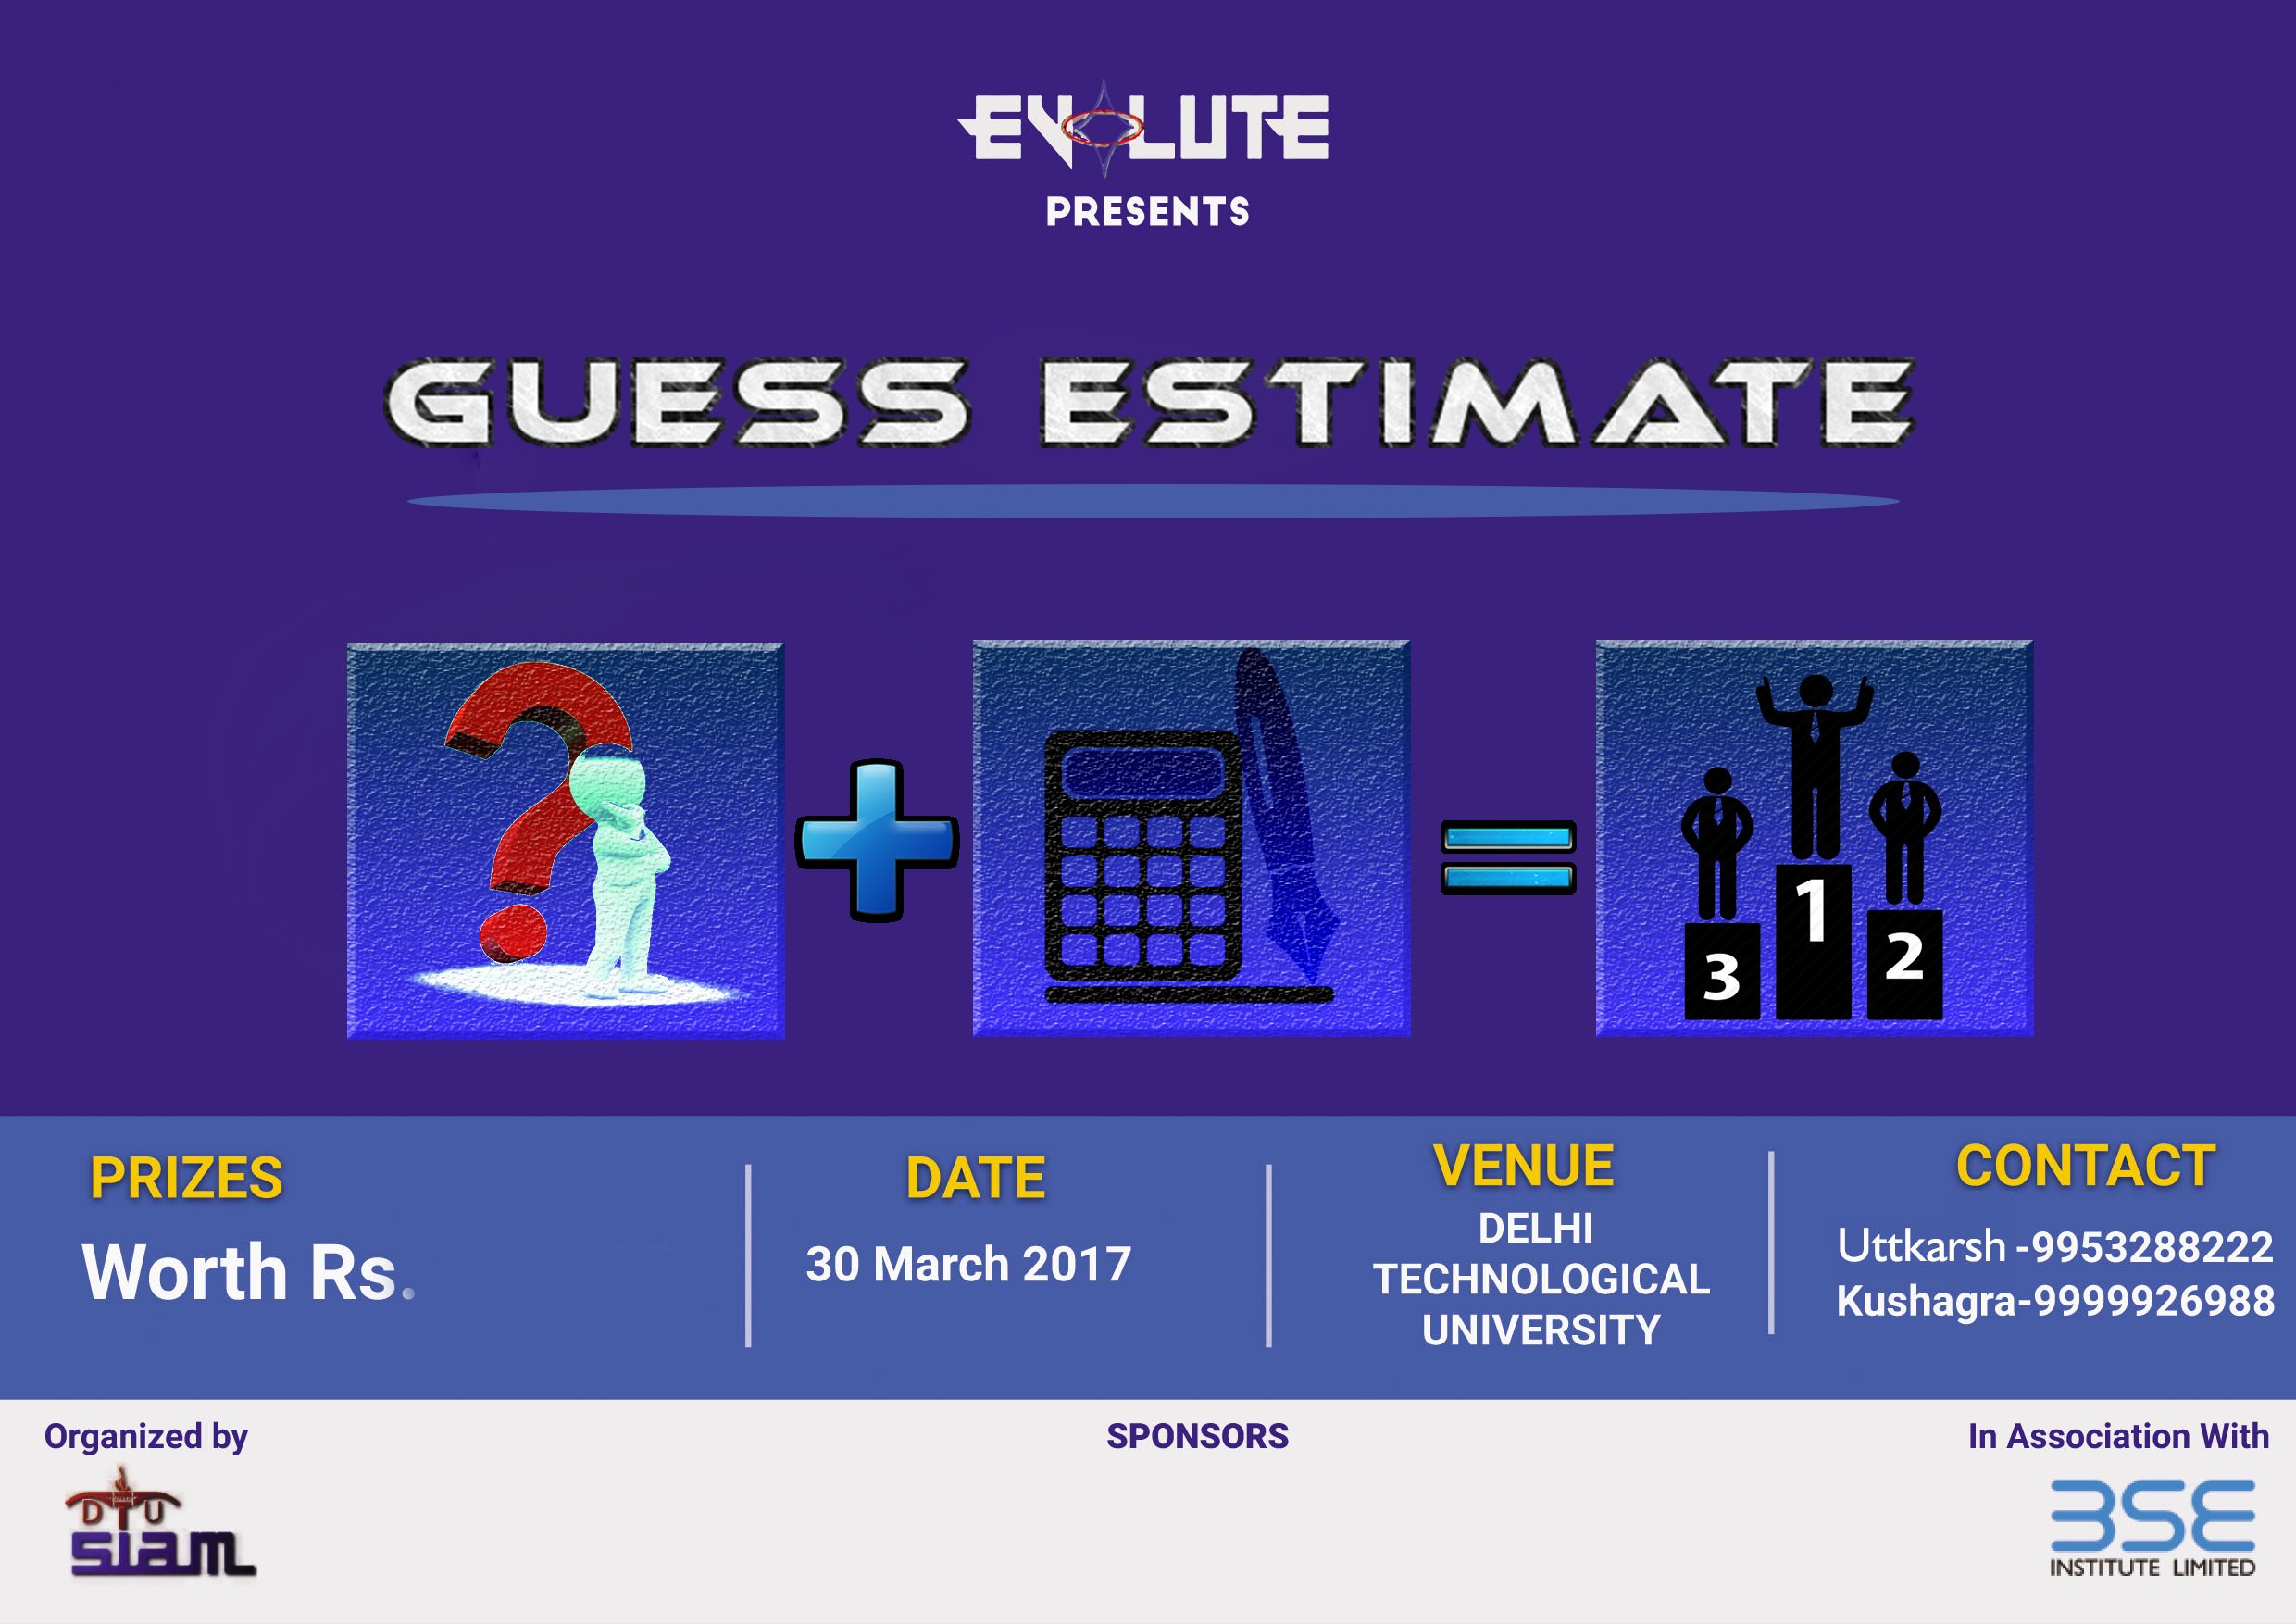 EVOLUTE
PRESENTS
GUESS ESTIMATE
1
2
3
PRIZES
Worth Rs.
DATE
30 March 2017
VENUE
DELHI
TECHNOLOGICAL
UNIVERSITY
CONTACT
Uttkarsh -9953288222
Kushagra-9999926988
Organized by
DTU
SIAM
SPONSORS
In Association With
BSE
INSTITUTE LIMITED